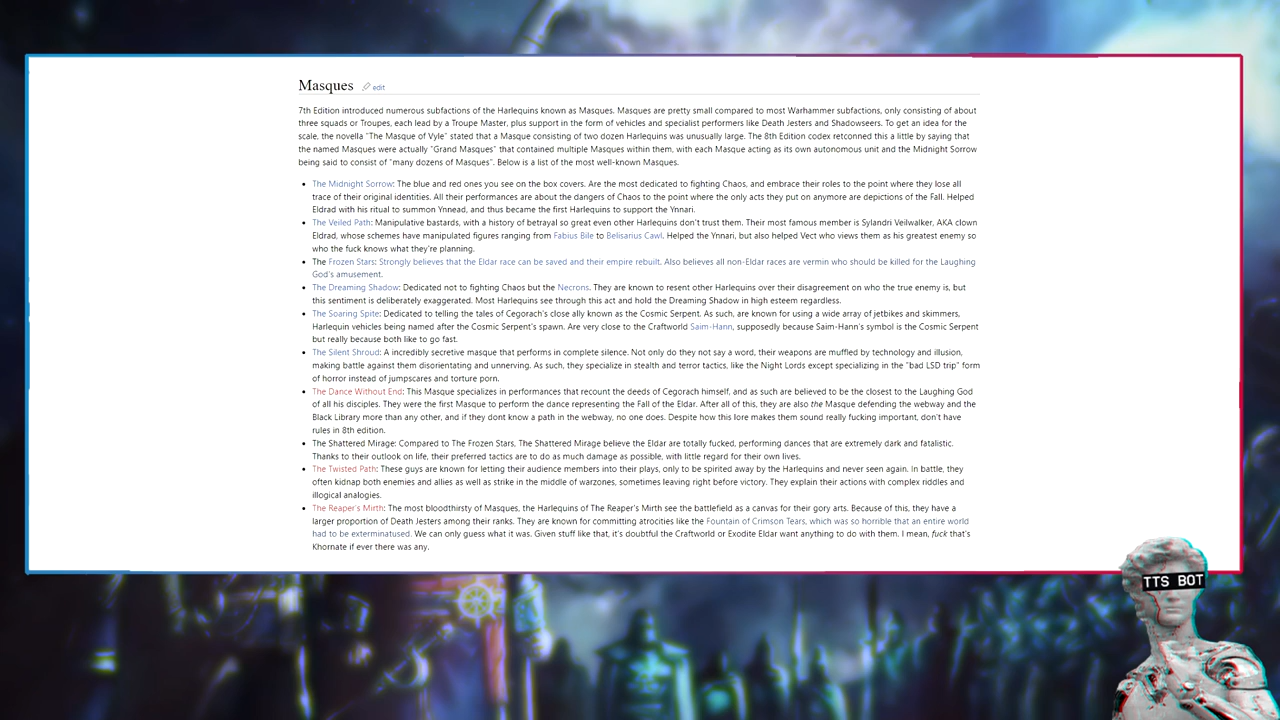 Masques edit
7th Edition introduced numerous subfactions of the Harlequins known as Masques. Masques are pretty small compared to most Warhammer subfactions, only consisting of about
three squads or Troupes, each lead by a Troupe Master, plus support in the form of vehicles and specialist performers like Death Jesters and Shadowseers. To get an idea for the
scale, the novella "The Masque of Vyle" stated that a Masque consisting of two dozen Harlequins was unusually large. The 8th Edition codex retconned this a little by saying that
the named Masques were actually "Grand Masques" that contained multiple Masques within them, with each Masque acting as its own autonomous unit and the Midnight Sorrow
being said to consist of "many dozens of Masques". Below is a list of the most well-known Masques.
• The Midnight Sorrow: The blue and red ones you see on the box covers. Are the most dedicated to fighting Chaos, and embrace their roles to the point where they lose all
trace of their original identities. All their performances are about the dangers of Chaos to the point where the only acts they put on anymore are depictions of the Fall. Helped
Eldrad with his ritual to summon Ynnead, and thus became the first Harlequins to support the Ynnari.
• The Veiled Path: Manipulative bastards, with a history of betrayal so great even other Harlequins don't trust them. Their most famous member is Sylandri Veilwalker, AKA clown
Eldrad, whose schemes have manipulated figures ranging from Fabius Bile to Belisarius Cawl. Helped the Ynnari, but also helped Vect who views them as his greatest enemy so
who the fuck knows what they're planning.
• The Frozen Stars: Strongly believes that the Eldar race can be saved and their empire rebuilt. Also believes all non-Eldar races are vermin who should be killed for the Laughing
God's amusement.
• The Dreaming Shadow: Dedicated not to fighting Chaos but the Necrons. They are known to resent other Harlequins over their disagreement on who the true enemy is, but
this sentiment is deliberately exaggerated. Most Harlequins see through this act and hold the Dreaming Shadow in high esteem regardless.
• The Soaring Spite: Dedicated to telling the tales of Cegorach's close ally known as the Cosmic Serpent. As such, are known for using a wide array of jetbikes and skimmers,
Harlequin vehicles being named after the Cosmic Serpent's spawn. Are very close to the Craftworld Saim-Hann, supposedly because Saim-Hann's symbol is the Cosmic Serpent
but really because both like to go fast.
• The Silent Shroud: A incredibly secretive masque that performs in complete silence. Not only do they not say a word, their weapons are muffled by technology and illusion,
making battle against them disorientating and unnerving. As such, they specialize in stealth and terror tactics, like the Night Lords except specializing in the "bad LSD trip" form
of horror instead of jumpscares and torture porn.
• The Dance Without End: This Masque specializes in performances that recount the deeds of Cegorach himself, and as such are believed to be the closest to the Laughing God
of all his disciples. They were the first Masque to perform the dance representing the Fall of the Eldar. After all of this, they are also the Masque defending the webway and the
Black Library more than any other, and if they dont know a path in the webway, no one does. Despite how this lore makes them sound really fucking important, don't have
rules in 8th edition.
• The Shattered Mirage: Compared to The Frozen Stars, The Shattered Mirage believe the Eldar are totally fucked, performing dances that are extremely dark and fatalistic.
Thanks to their outlook on life, their preferred tactics are to do as much damage as possible, with little regard for their own lives.
• The Twisted Path: These guys are known for letting their audience members into their plays, only to be spirited away by the Harlequins and never seen again. In battle, they
often kidnap both enemies and allies as well as strike in the middle of warzones, sometimes leaving right before victory. They explain their actions with complex riddles and
illogical analogies.
• The Reaper's Mirth: The most bloodthirsty of Masques, the Harlequins of The Reaper's Mirth see the battlefield as a canvas for their gory arts. Because of this, they have a
larger proportion of Death Jesters among their ranks. They are known for committing atrocities like the Fountain of Crimson Tears, which was so horrible that an entire world
had to be exterminatused. We can only guess what it was. Given stuff like that, it's doubtful the Craftworld or Exodite Eldar want anything to do with them. I mean, fuck that's
Khornate if ever there was any.
TTS BOT